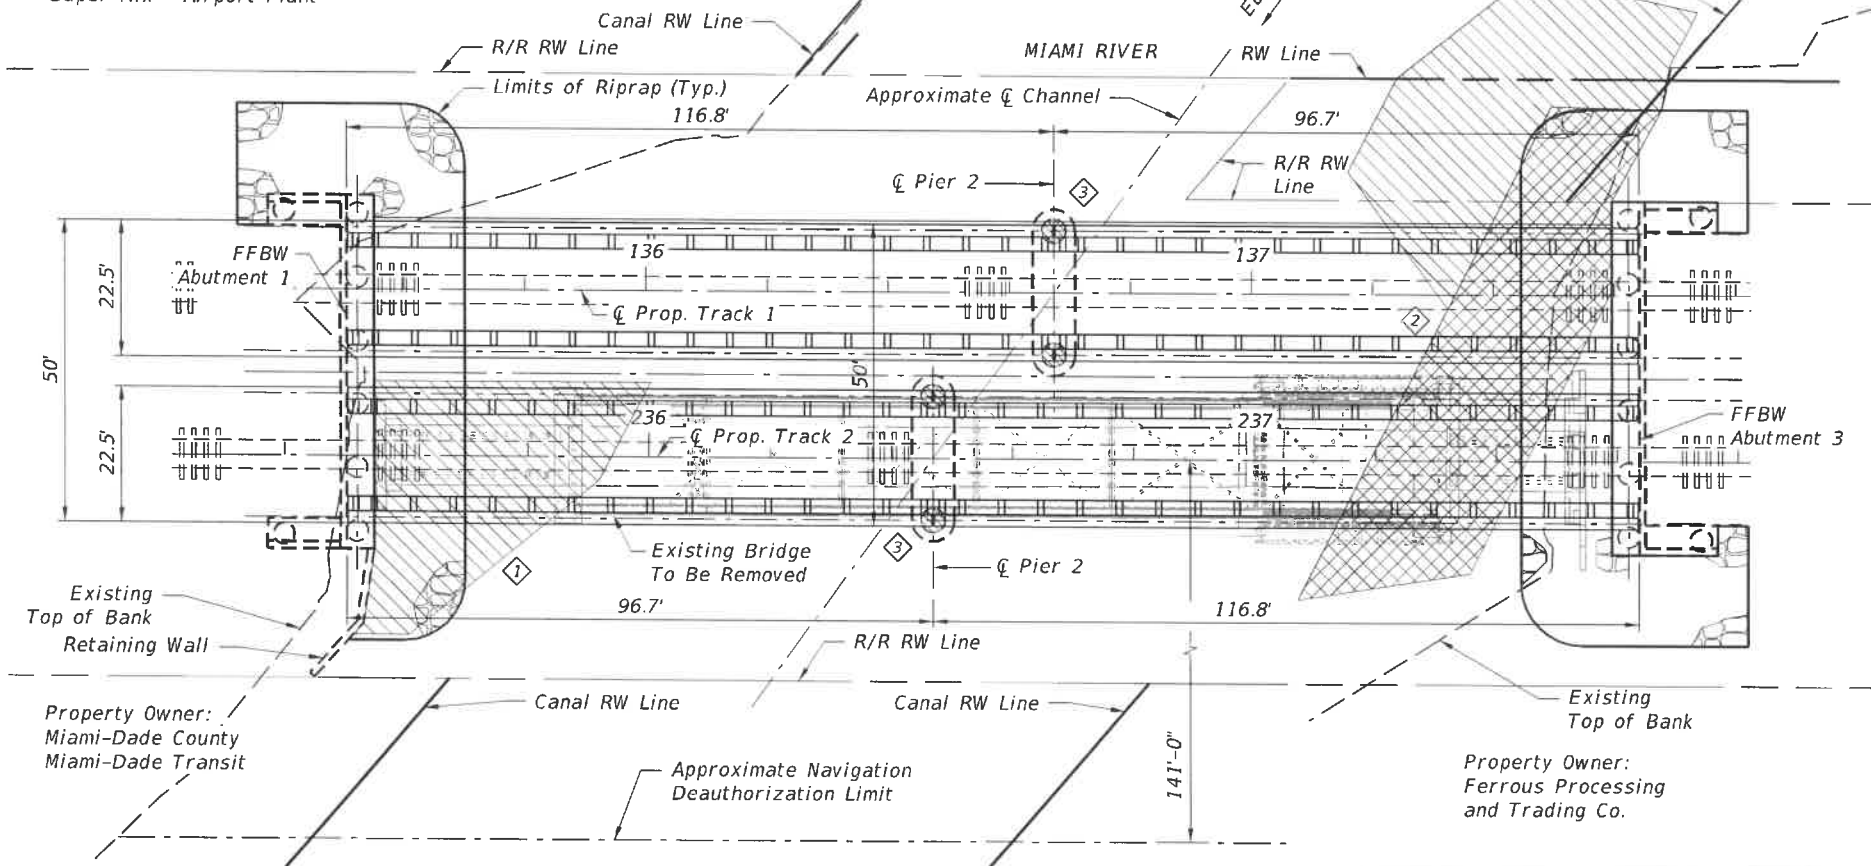 Airport Plant
Canal RW Line
R/R RW Line
MIAMI RIVER
RW Line
Limits of Riprap (Typ.)
Approximate ℄ Channel
116.8'
96.7'
℄ Pier 2
3
R/R RW
Line
FFBW
Abutment 1
136
137
22.5'
℄ Prop. Track 1
2
50'
50'
22.5'
236
237
℄ Prop. Track 2
FFBW
Abutment 3
Existing Bridge
To Be Removed
3
℄ Pier 2
1
Existing
Top of Bank
96.7'
116.8'
Retaining Wall
R/R RW Line
Canal RW Line
Canal RW Line
Existing
Top of Bank
Property Owner:
Miami-Dade County
Miami-Dade Transit
141'-0"
Approximate Navigation
Deauthorization Limit
Property Owner:
Ferrous Processing
and Trading Co.